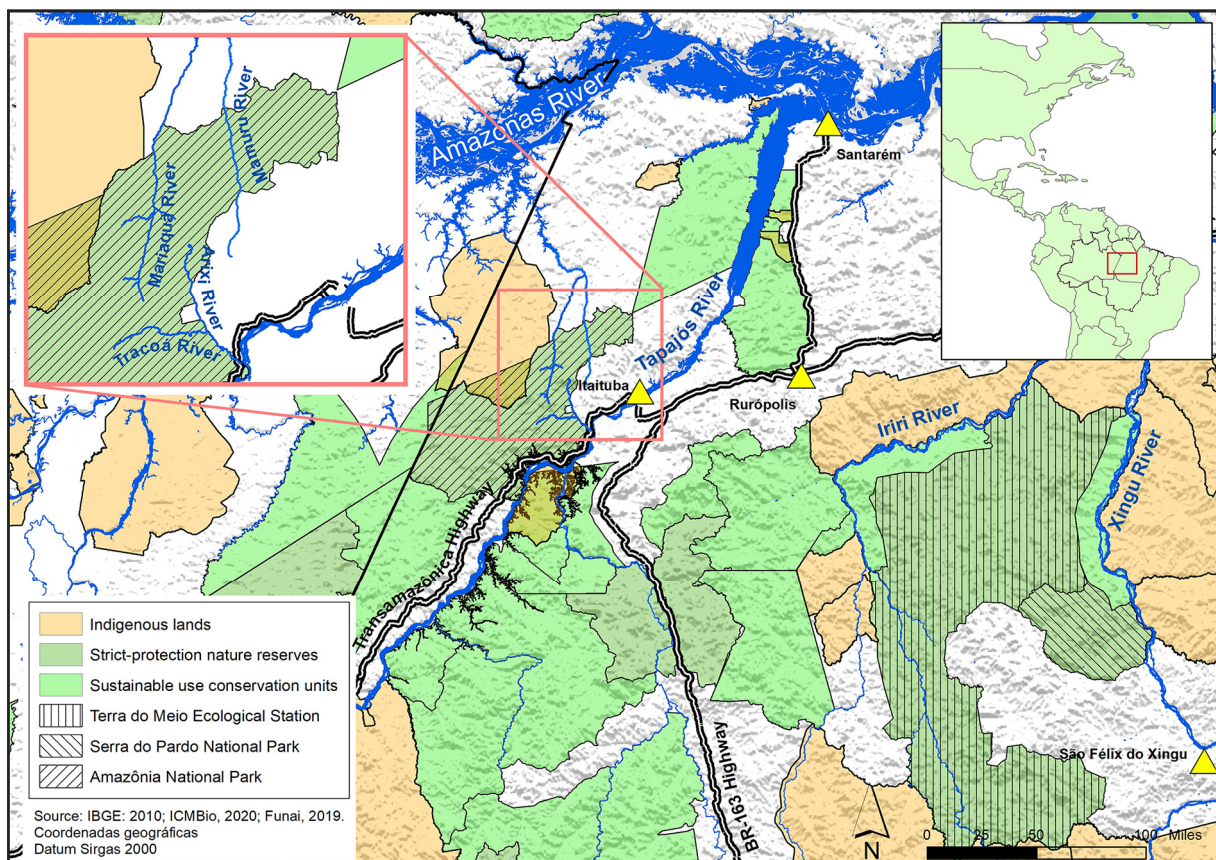 Mamuru River
Mariaquã River
Arixi River
Tracoá River
Amazonas River
Santarém
Tapajós River
Itaituba
Rurópolis
Iriri River
Xingu River
Transamazônica Highway
BR-163 Highway
São Félix do Xingu
Indigenous lands
Strict-protection nature reserves
Sustainable use conservation units
Terra do Meio Ecological Station
Serra do Pardo National Park
Amazônia National Park
Source: IBGE: 2010; ICMBio, 2020; Funai, 2019.
Coordenadas geográficas
Datum Sirgas 2000
N
0 25 50 100 Miles